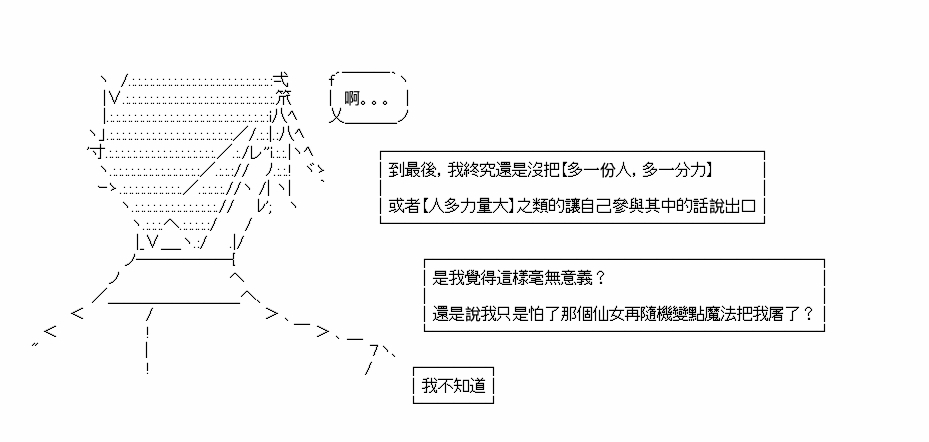 啊。。。
到最後，我終究還是沒把【多一份人，多一分力】
或者【人多力量大】之類的讓自己參與其中的話說出口
是我覺得這樣毫無意義？
還是說我只是怕了那個仙女再隨機變點魔法把我屠了？
我不知道